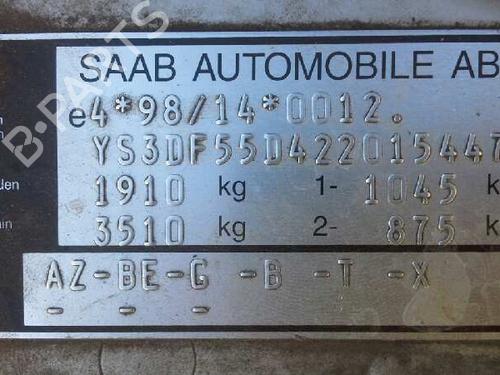 SAAB AUTOMOBILE AB
e4*98/14*0012.
YS3DF55D422015447
1910 kg 1- 1045 k
3510 kg 2- 875 k
AZ-BE-G -B -T -X
- - -
B-PARTS